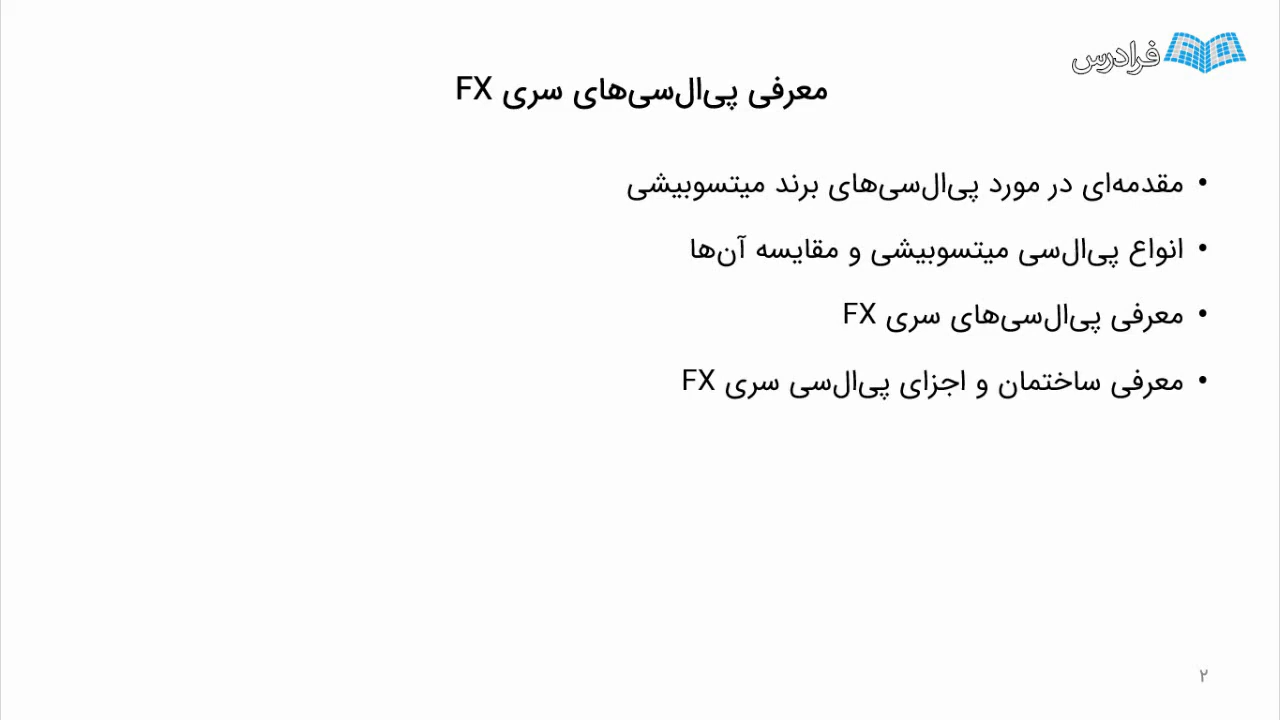 فرادرس
معرفی پی‌ال‌سی‌های سری FX
• مقدمه‌ای در مورد پی‌ال‌سی‌های برند میتسوبیشی
• انواع پی‌ال‌سی میتسوبیشی و مقایسه آن‌ها
• معرفی پی‌ال‌سی‌های سری FX
• معرفی ساختمان و اجزای پی‌ال‌سی سری FX
۲